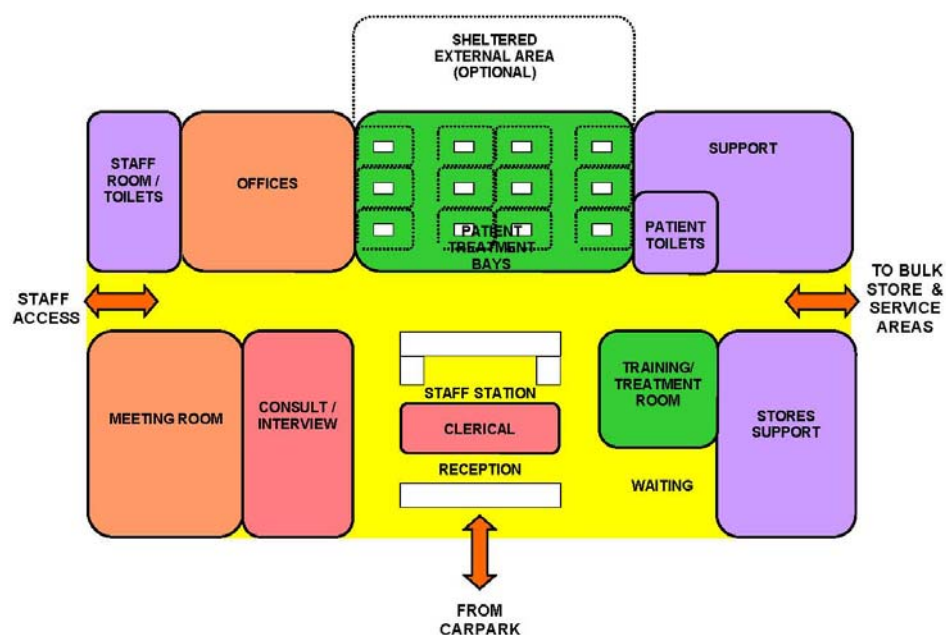 SHELTERED
EXTERNAL AREA
(OPTIONAL)
STAFF
ROOM /
TOILETS
OFFICES
PATIENT
TREATMENT
BAYS
SUPPORT
PATIENT
TOILETS
STAFF
ACCESS
TO BULK
STORE &
SERVICE
AREAS
MEETING ROOM
CONSULT /
INTERVIEW
STAFF STATION
CLERICAL
RECEPTION
TRAINING/
TREATMENT
ROOM
WAITING
STORES
SUPPORT
FROM
CARPARK